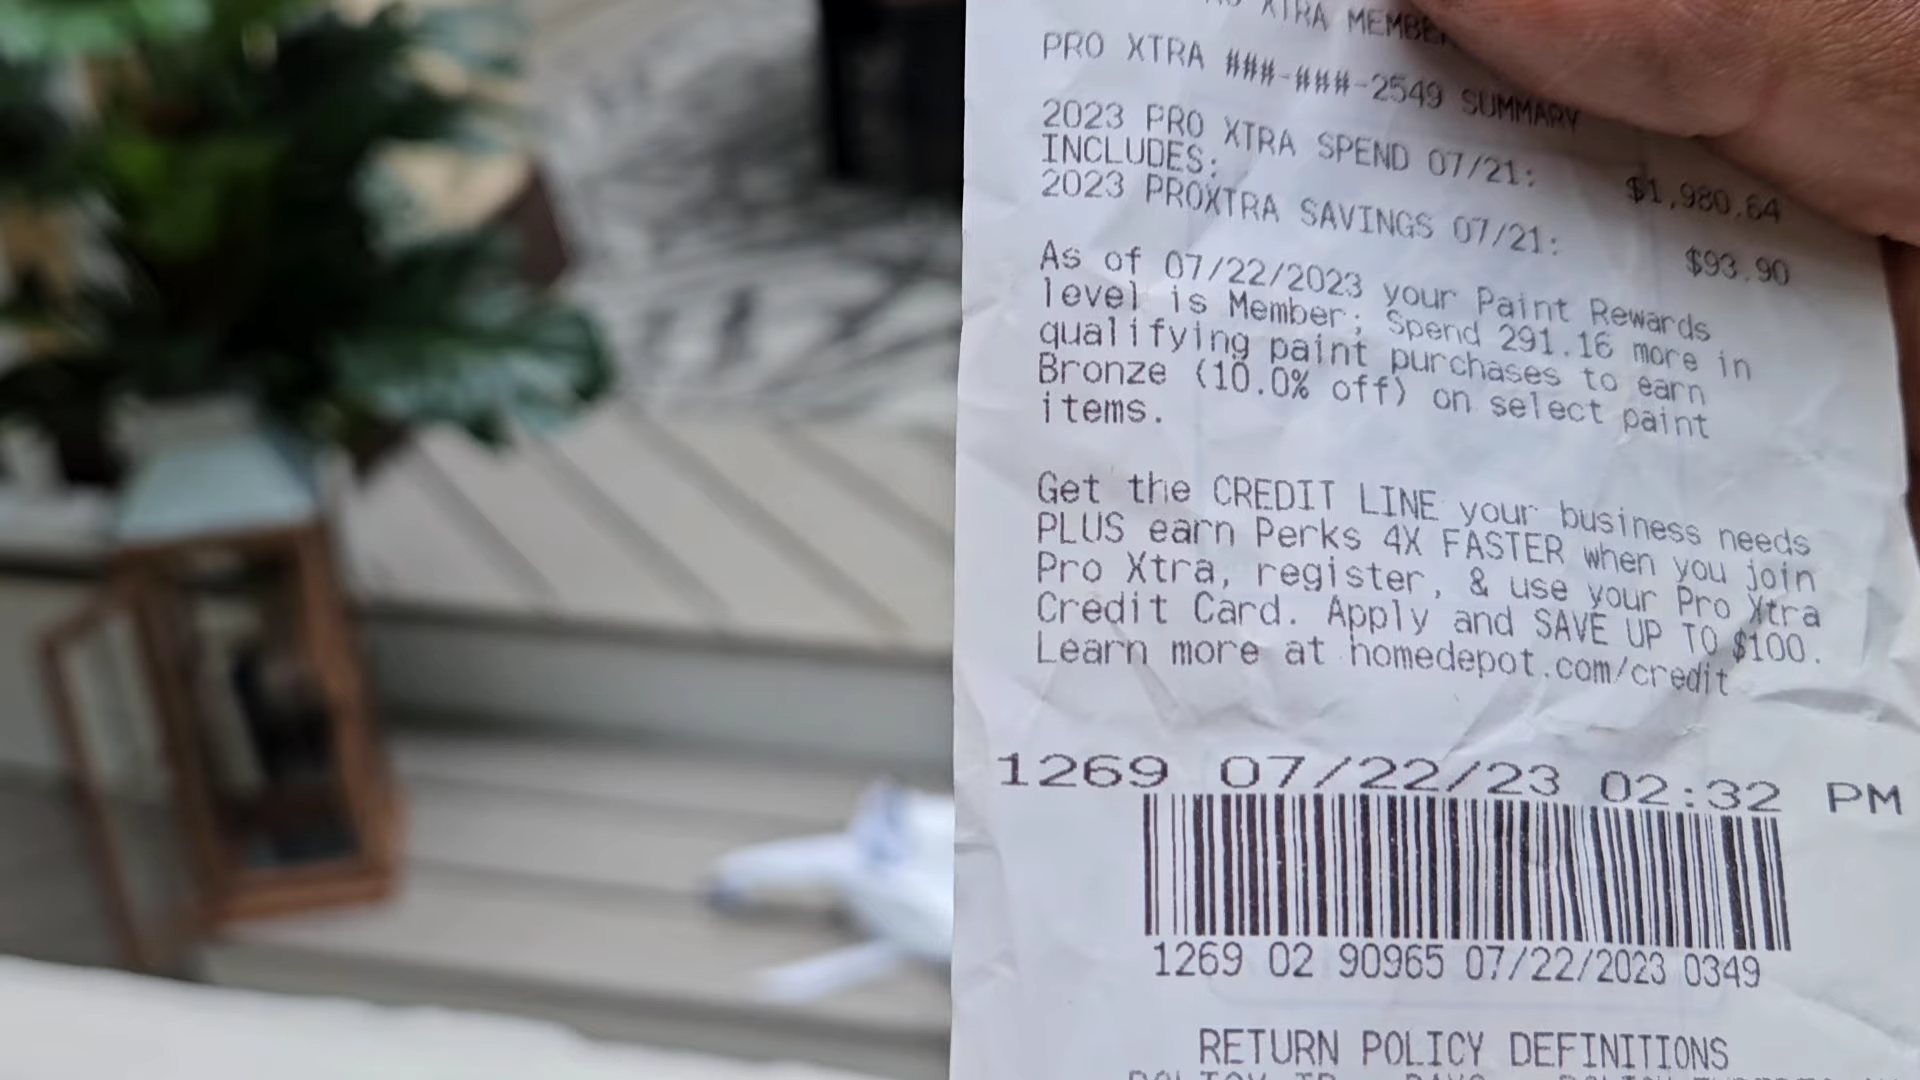 XTRA MEMBER
PRO XTRA ###-###-2549 SUMMARY
2023 PRO XTRA SPEND 07/21: $1,980.64
INCLUDES:
2023 PROXTRA SAVINGS 07/21: $93.90
As of 07/22/2023 your Paint Rewards
level is Member; Spend 291.16 more in
qualifying paint purchases to earn
Bronze (10.0% off) on select paint
items.
Get the CREDIT LINE your business needs
PLUS earn Perks 4X FASTER when you join
Pro Xtra, register, & use your Pro Xtra
Credit Card. Apply and SAVE UP TO $100.
Learn more at homedepot.com/credit
1269 07/22/23 02:32 PM
1269 02 90965 07/22/2023 0349
RETURN POLICY DEFINITIONS